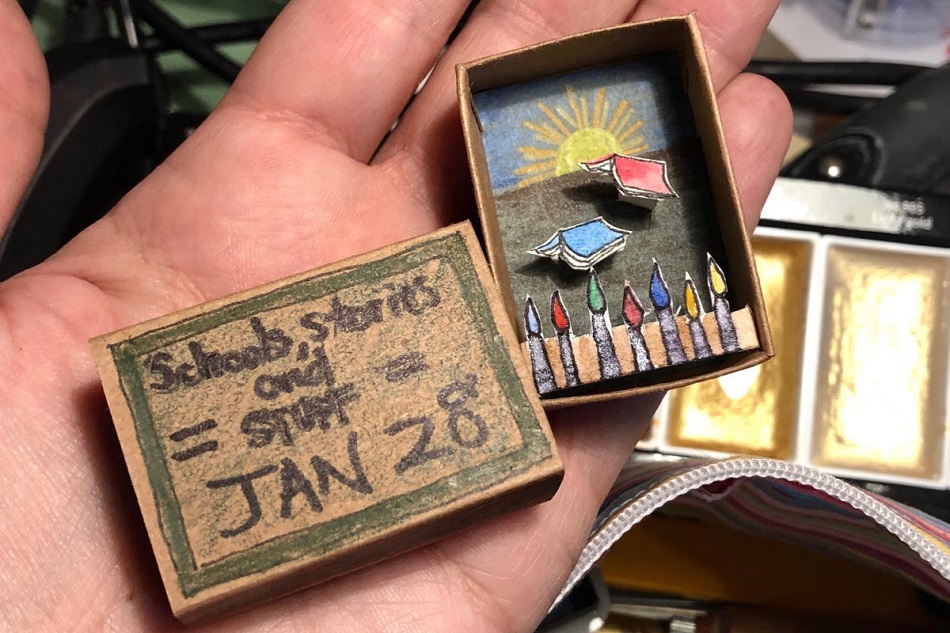 Schools, stories
and =
= STUFF &
JAN 28